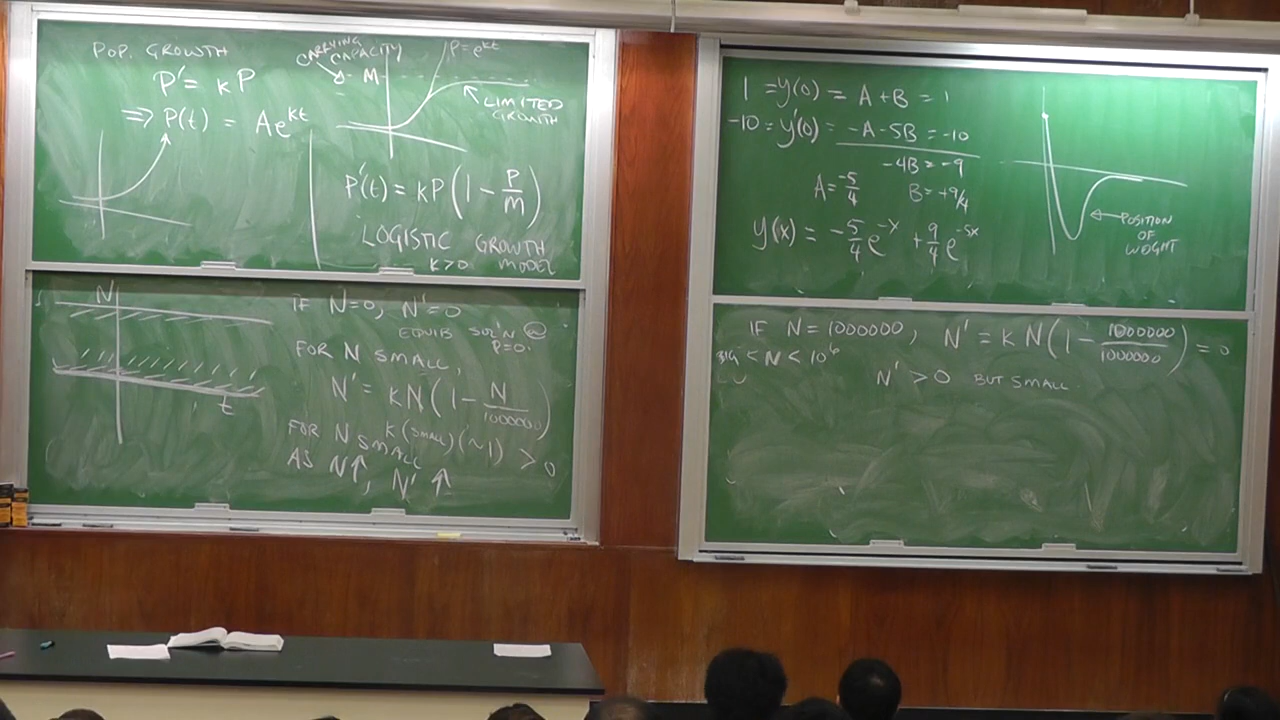 POP. GROWTH
P' = kP
⇒ P(t) = Ae^{kt}
CARRYING
CAPACITY
M
P=e^{kt}
LIMITED
GROWTH
P'(t) = kP(1 - P/M)
LOGISTIC GROWTH
k>0 MODEL
N
t
IF N=0, N'=0
EQUIB SOL'N @
P=0.
FOR N SMALL,
N' = kN(1 - N/1000000)
FOR N SMALL
k(SMALL)(~1) > 0
AS N↑, N' ↑
1 = y(0) = A+B = 1
-10 = y'(0) = -A-5B = -10
-4B = -9
A = -5/4 B = +9/4
y(x) = -5/4 e^{-x} + 9/4 e^{-5x}
POSITION
OF
WEIGHT
IF N = 1000000, N' = kN(1 - 1000000/1000000) = 0
< N < 10^6
N' > 0 BUT SMALL.